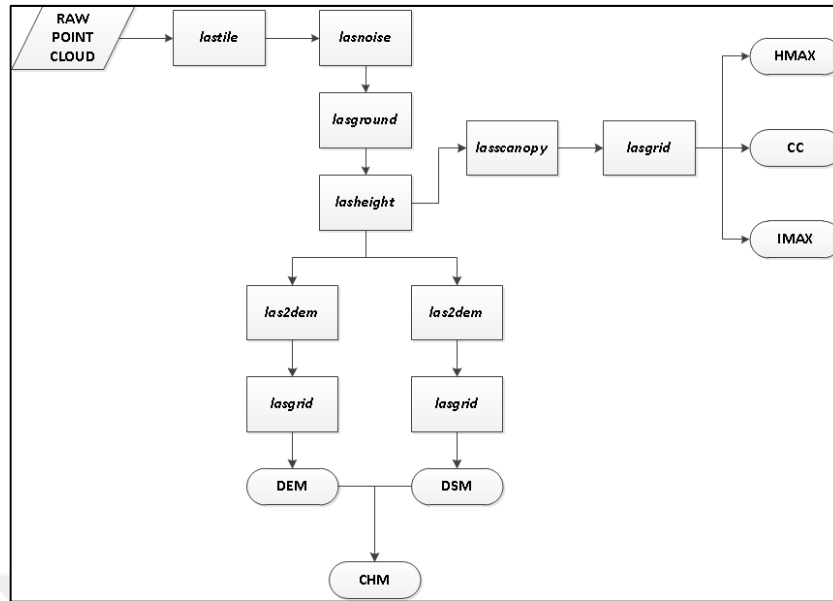 RAW
POINT
CLOUD
lastile
lasnoise
HMAX
lasground
lasscanopy
lasgrid
CC
lasheight
IMAX
las2dem
las2dem
lasgrid
lasgrid
DEM
DSM
CHM